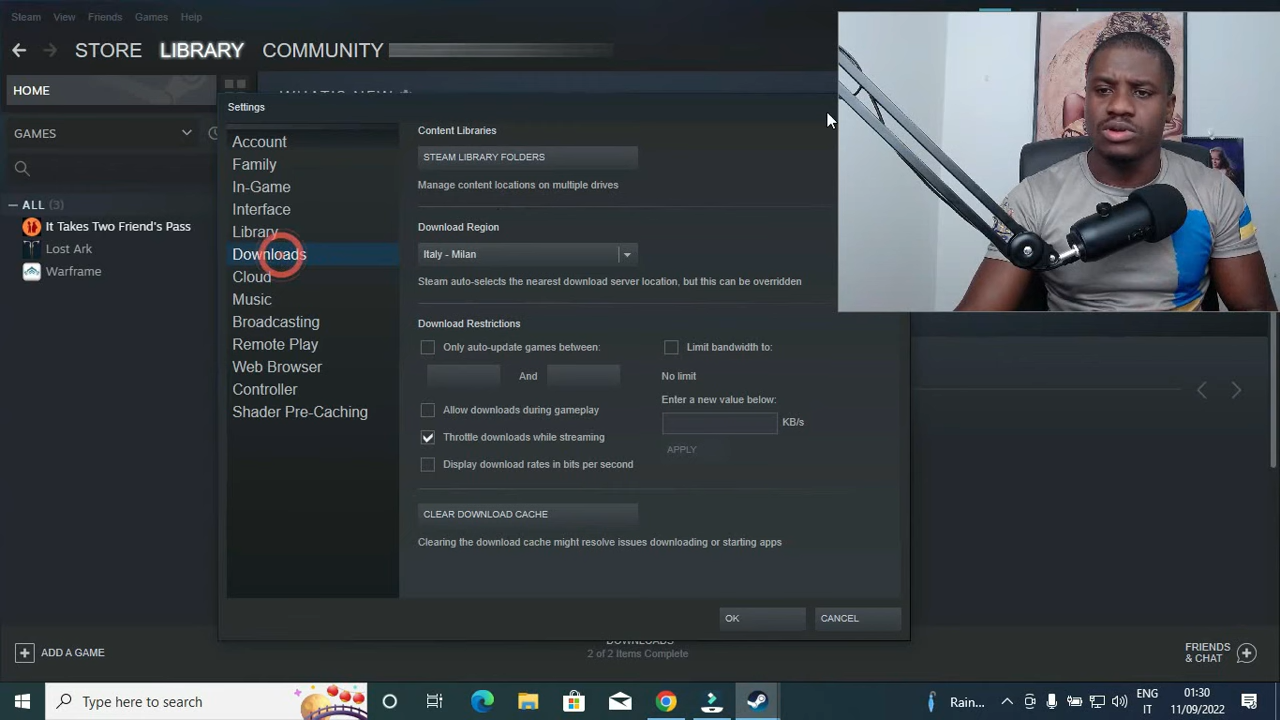 Steam View Friends Games Help
STORE LIBRARY COMMUNITY
HOME
GAMES
ALL (3)
It Takes Two Friend's Pass
Lost Ark
Warframe
Settings
Account
Family
In-Game
Interface
Library
Downloads
Cloud
Music
Broadcasting
Remote Play
Web Browser
Controller
Shader Pre-Caching
Content Libraries
STEAM LIBRARY FOLDERS
Manage content locations on multiple drives
Download Region
Italy - Milan
Steam auto-selects the nearest download server location, but this can be overridden
Download Restrictions
Only auto-update games between:
And
Allow downloads during gameplay
Throttle downloads while streaming
Display download rates in bits per second
Limit bandwidth to:
No limit
Enter a new value below:
KB/s
APPLY
CLEAR DOWNLOAD CACHE
Clearing the download cache might resolve issues downloading or starting apps
OK CANCEL
ADD A GAME
DOWNLOADS
2 of 2 Items Complete
FRIENDS
& CHAT
Type here to search
Rain...
ENG
IT
01:30
11/09/2022